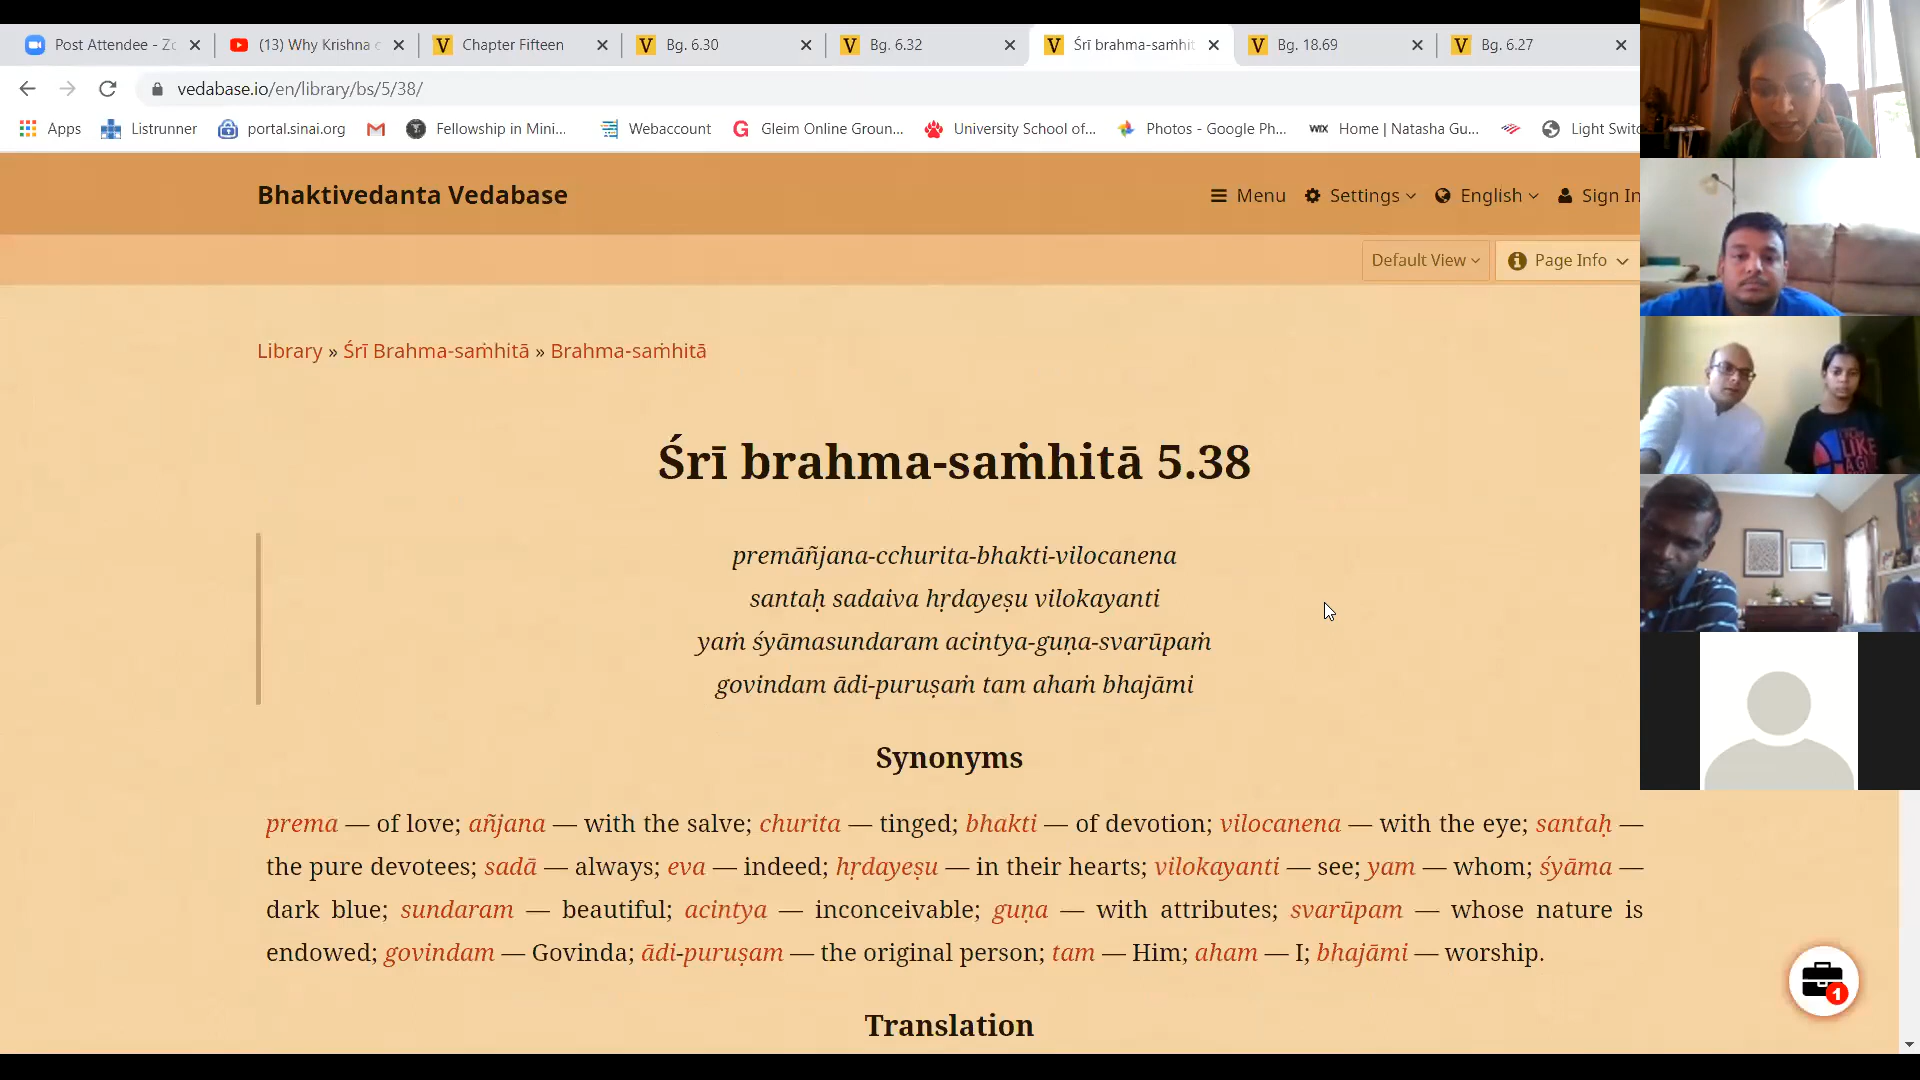 Post Attendee - Zo
(13) Why Krishna c
Chapter Fifteen
Bg. 6.30
Bg. 6.32
Śrī brahma-saṁhit
Bg. 18.69
Bg. 6.27
vedabase.io/en/library/bs/5/38/
Apps
Listrunner
portal.sinai.org
Fellowship in Mini...
Webaccount
Gleim Online Groun...
University School of...
Photos - Google Ph...
WIX Home | Natasha Gu...
Light Switc
Bhaktivedanta Vedabase
Menu
Settings
English
Sign In
Default View
Page Info
Library » Śrī Brahma-saṁhitā » Brahma-saṁhitā
Śrī brahma-saṁhitā 5.38
premāñjana-cchurita-bhakti-vilocanena
santaḥ sadaiva hṛdayeṣu vilokayanti
yaṁ śyāmasundaram acintya-guṇa-svarūpaṁ
govindam ādi-puruṣaṁ tam ahaṁ bhajāmi
Synonyms
prema — of love; añjana — with the salve; churita — tinged; bhakti — of devotion; vilocanena — with the eye; santaḥ —
the pure devotees; sadā — always; eva — indeed; hṛdayeṣu — in their hearts; vilokayanti — see; yam — whom; śyāma —
dark blue; sundaram — beautiful; acintya — inconceivable; guṇa — with attributes; svarūpam — whose nature is
endowed; govindam — Govinda; ādi-puruṣam — the original person; tam — Him; aham — I; bhajāmi — worship.
Translation
1